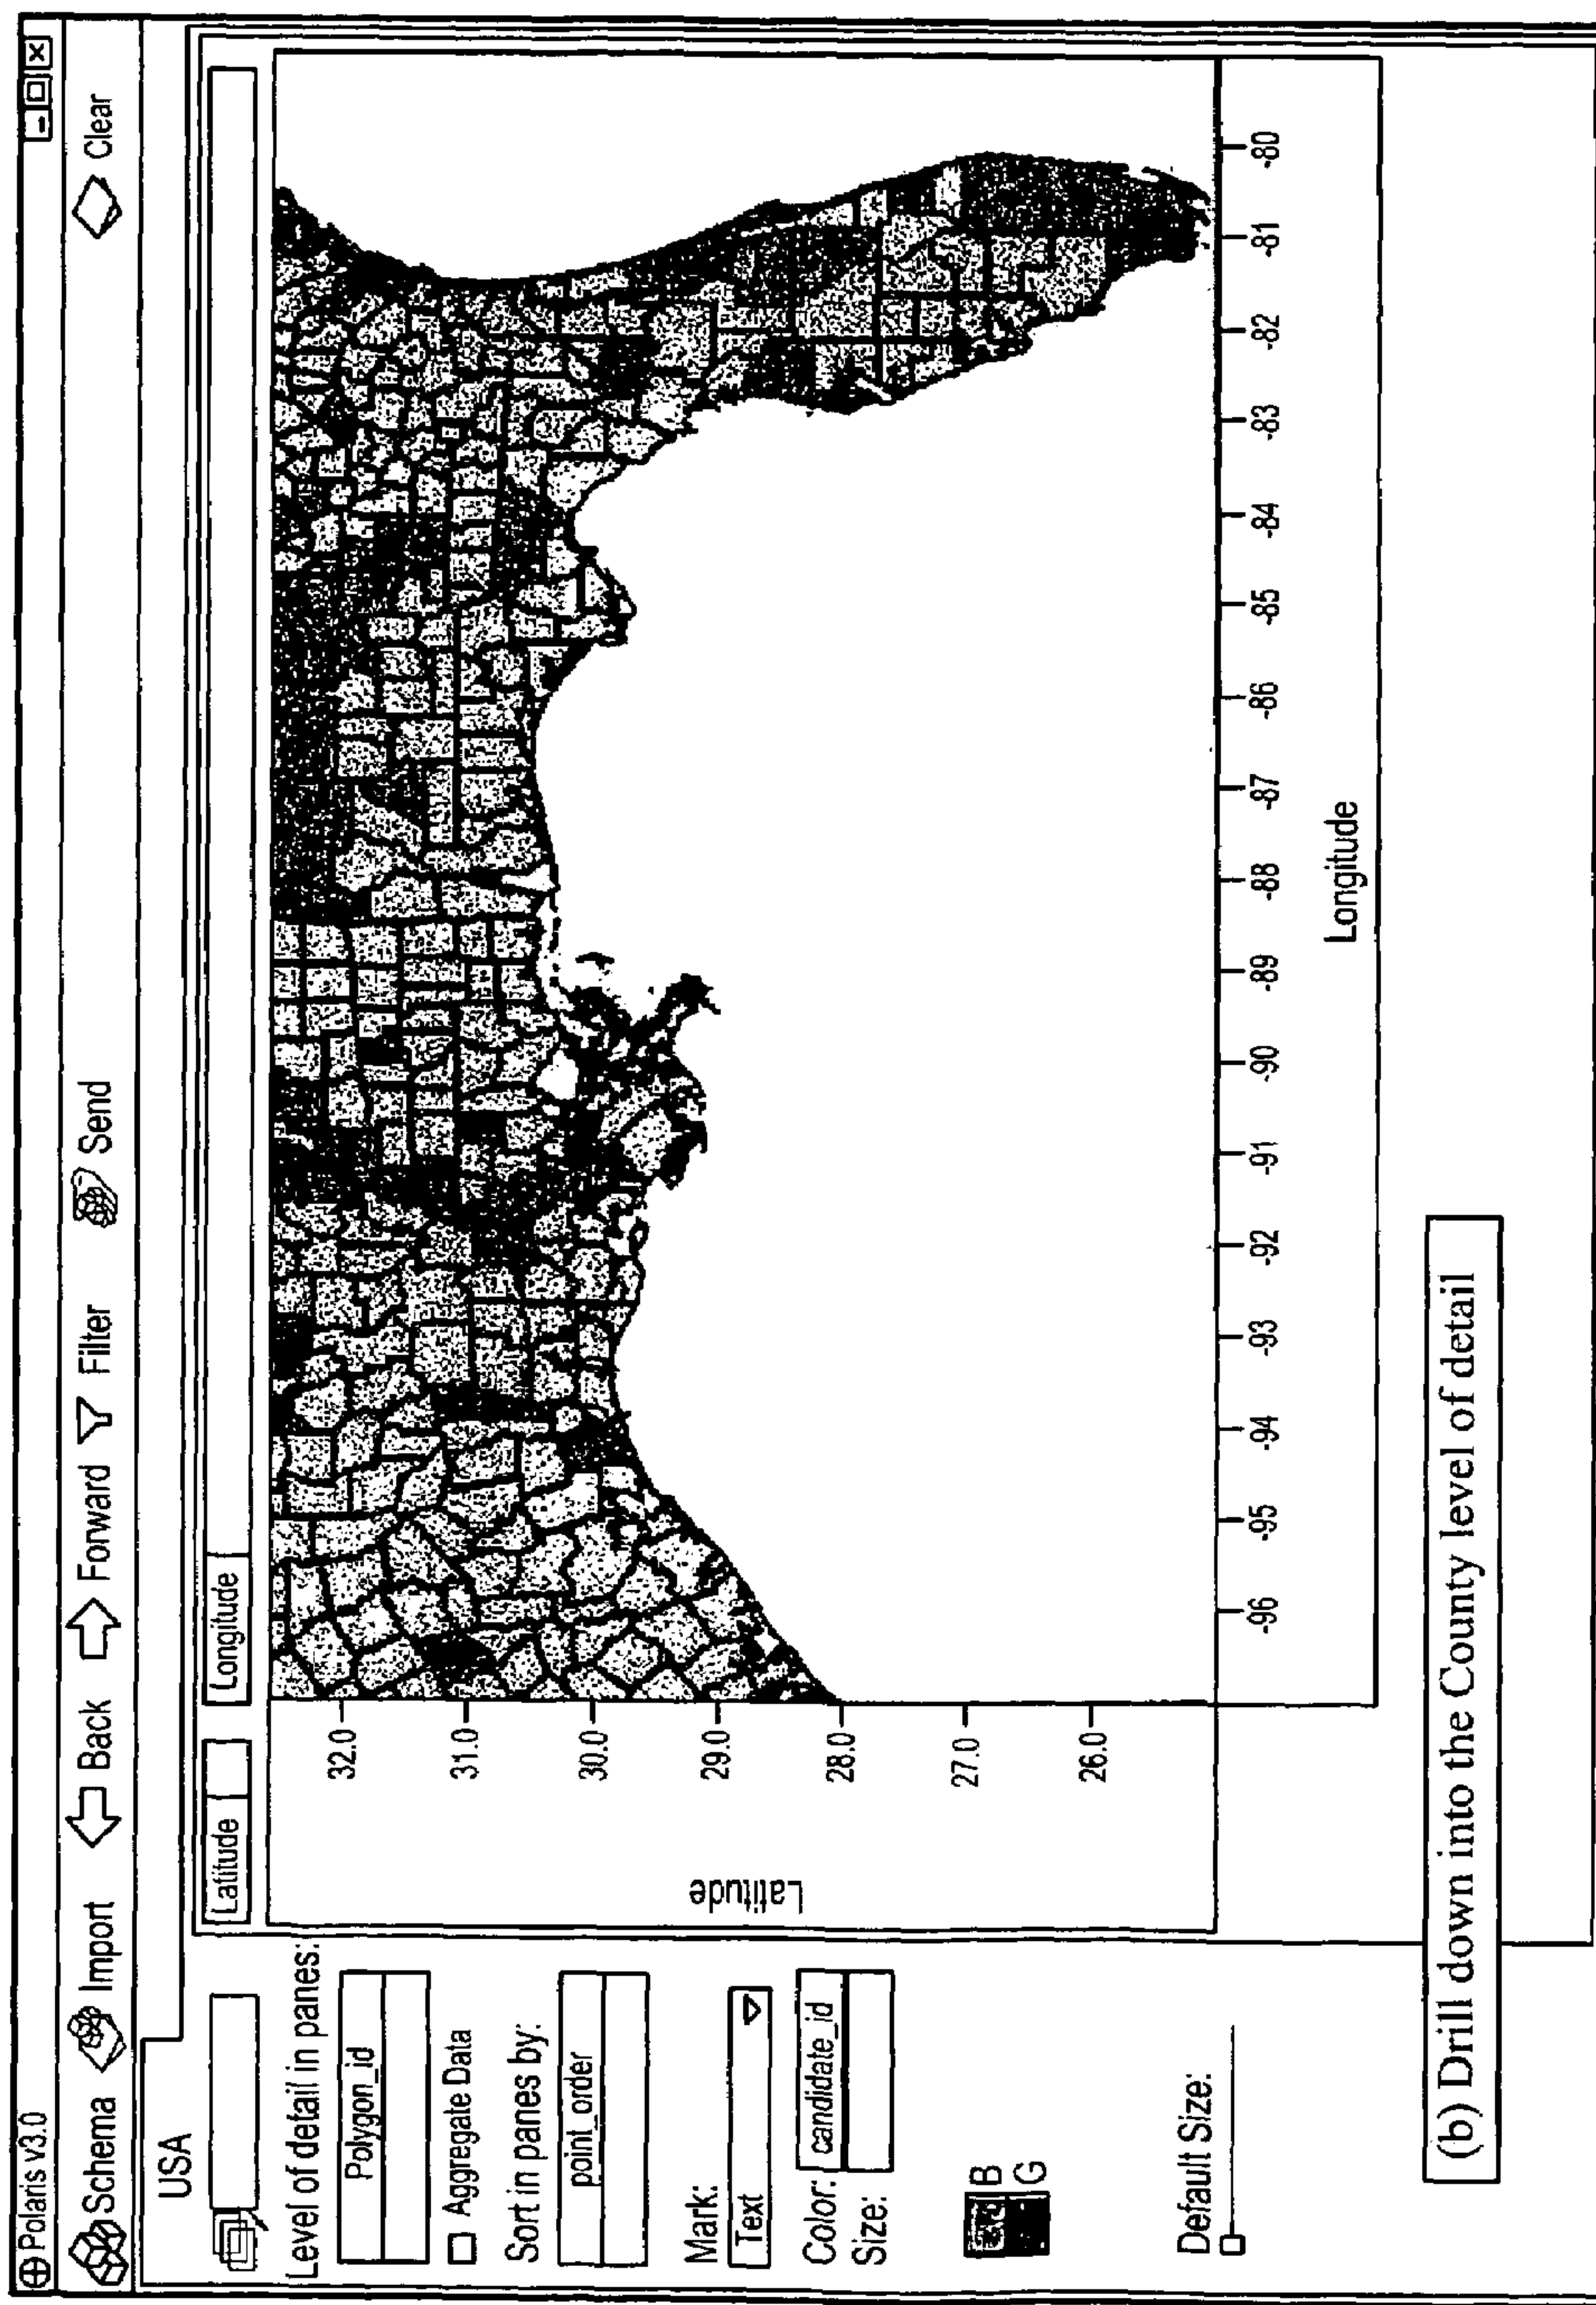 Polaris v3.0
Schema Import Back Forward Filter Send Clear
USA
Level of detail in panes:
Polygon_id
Aggregate Data
Sort in panes by:
point_order
Mark:
Text
Color: candidate_id
Size:
B
G
Default Size:
Latitude
Longitude
Latitude
32.0
31.0
30.0
29.0
28.0
27.0
26.0
-96 -95 -94 -93 -92 -91 -90 -89 -88 -87 -86 -85 -84 -83 -82 -81 -80
Longitude
(b) Drill down into the County level of detail